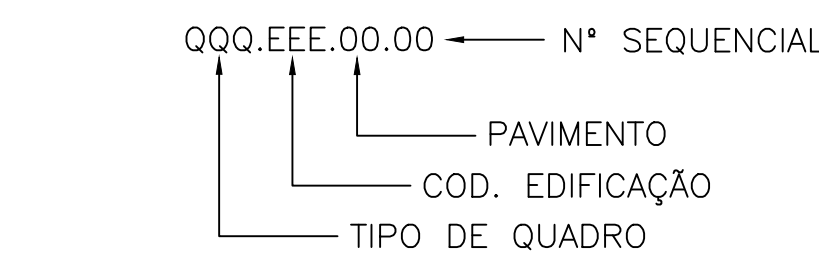 QQQ.EEE.00.00 Nº SEQUENCIAL
PAVIMENTO
COD. EDIFICAÇÃO
TIPO DE QUADRO